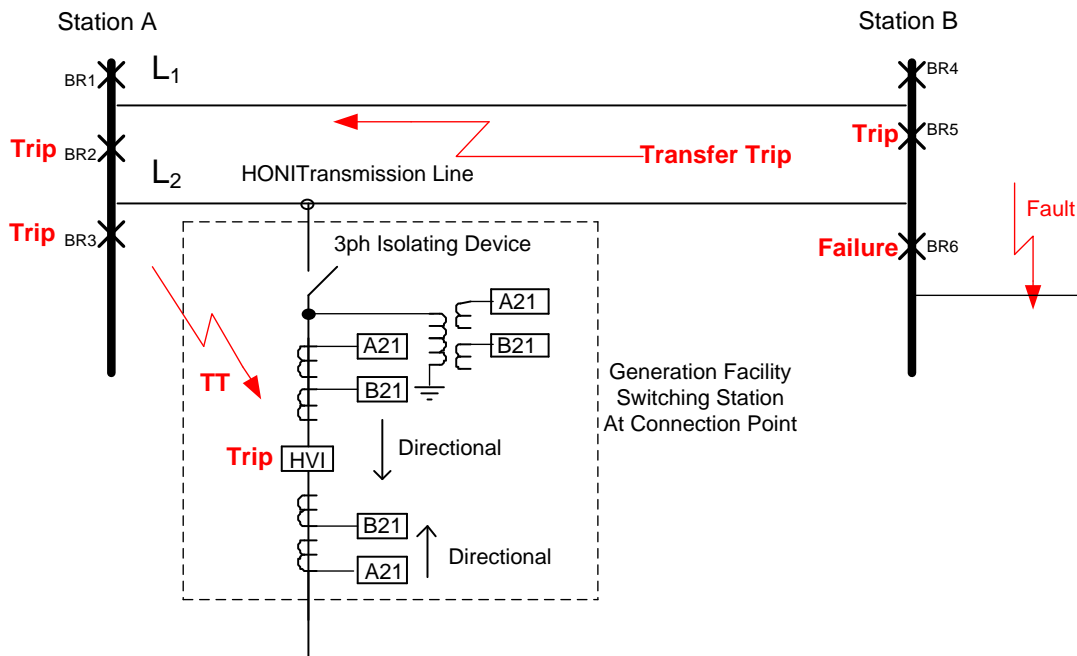 Station A
Station B
BR1
L1
BR4
Trip BR2
Trip BR5
Transfer Trip
L2
HONITransmission Line
Trip BR3
3ph Isolating Device
Failure BR6
Fault
A21
A21
B21
B21
TT
Generation Facility
Switching Station
At Connection Point
Directional
Trip HVI
B21
Directional
A21